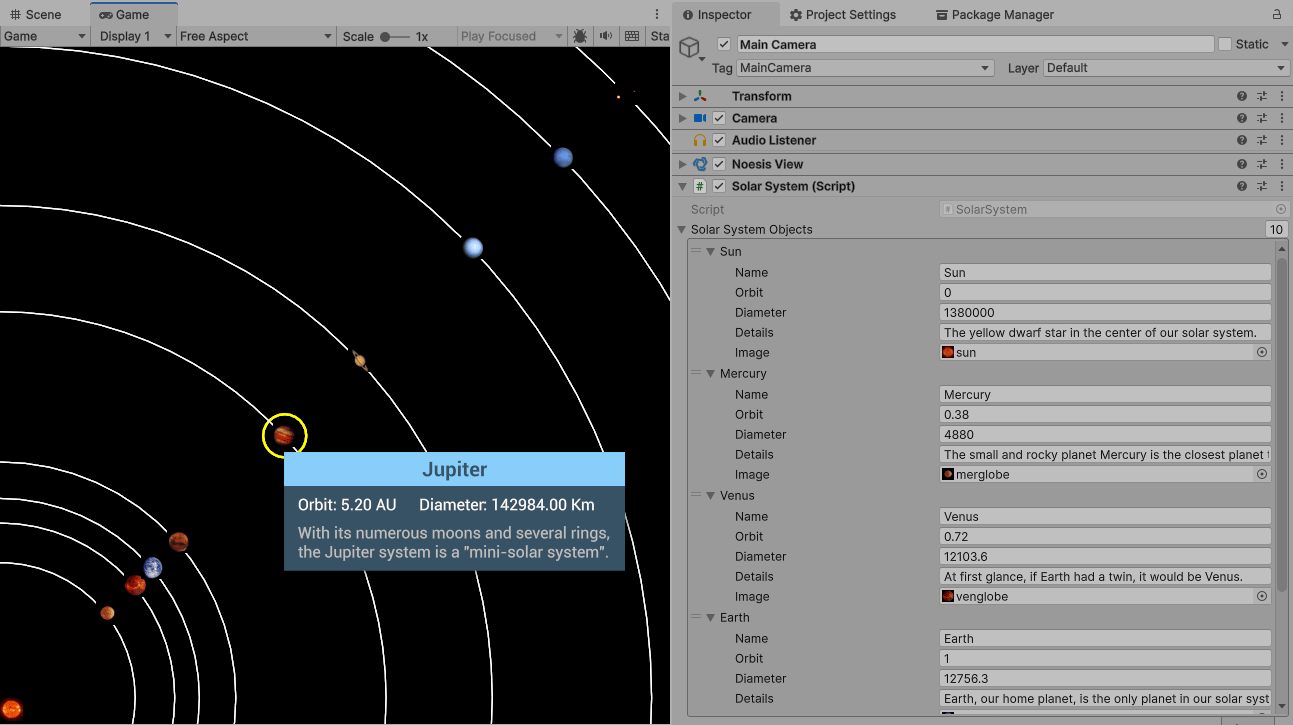 Scene
Game
Game
Display 1
Free Aspect
Scale
1x
Play Focused
Sta
Jupiter
Orbit: 5.20 AU Diameter: 142984.00 Km
With its numerous moons and several rings,
the Jupiter system is a "mini-solar system".
Inspector
Project Settings
Package Manager
Main Camera
Static
Tag MainCamera
Layer Default
Transform
Camera
Audio Listener
Noesis View
# Solar System (Script)
Script # SolarSystem
Solar System Objects 10
Sun
Name Sun
Orbit 0
Diameter 1380000
Details The yellow dwarf star in the center of our solar system.
Image sun
Mercury
Name Mercury
Orbit 0.38
Diameter 4880
Details The small and rocky planet Mercury is the closest planet
Image merglobe
Venus
Name Venus
Orbit 0.72
Diameter 12103.6
Details At first glance, if Earth had a twin, it would be Venus.
Image venglobe
Earth
Name Earth
Orbit 1
Diameter 12756.3
Details Earth, our home planet, is the only planet in our solar syst